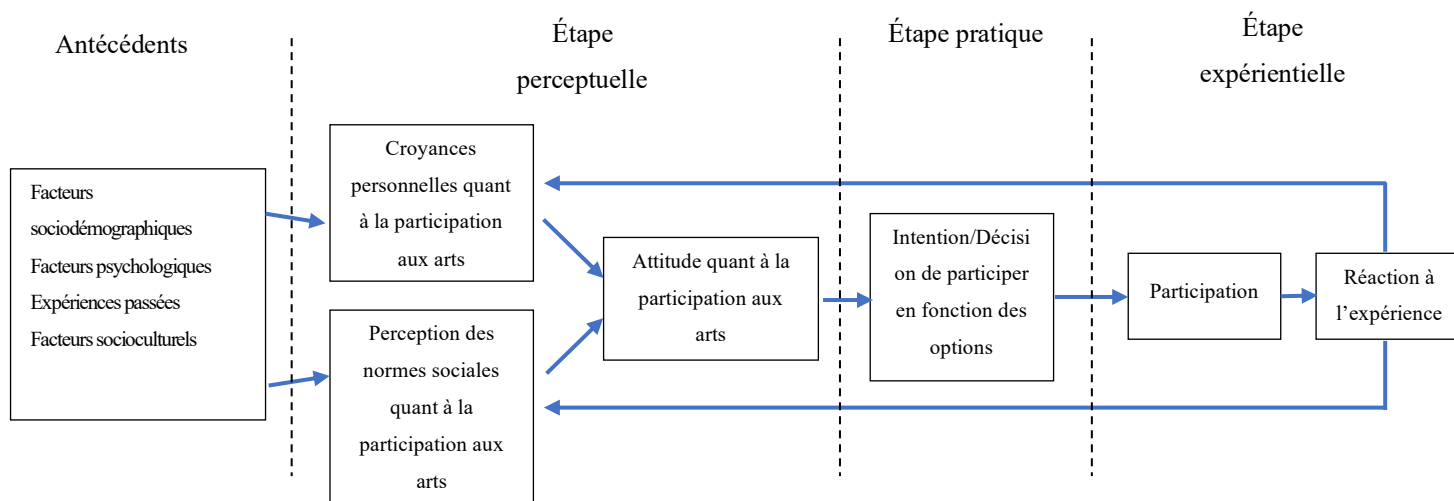 Antécédents
Étape
perceptuelle
Étape pratique
Étape
expérientielle
Facteurs
sociodémographiques
Facteurs psychologiques
Expériences passées
Facteurs socioculturels
Croyances
personnelles quant
à la participation
aux arts
Perception des
normes sociales
quant à la
participation aux
arts
Attitude quant à la
participation aux
arts
Intention/Décisi
on de participer
en fonction des
options
Participation
Réaction à
l’expérience